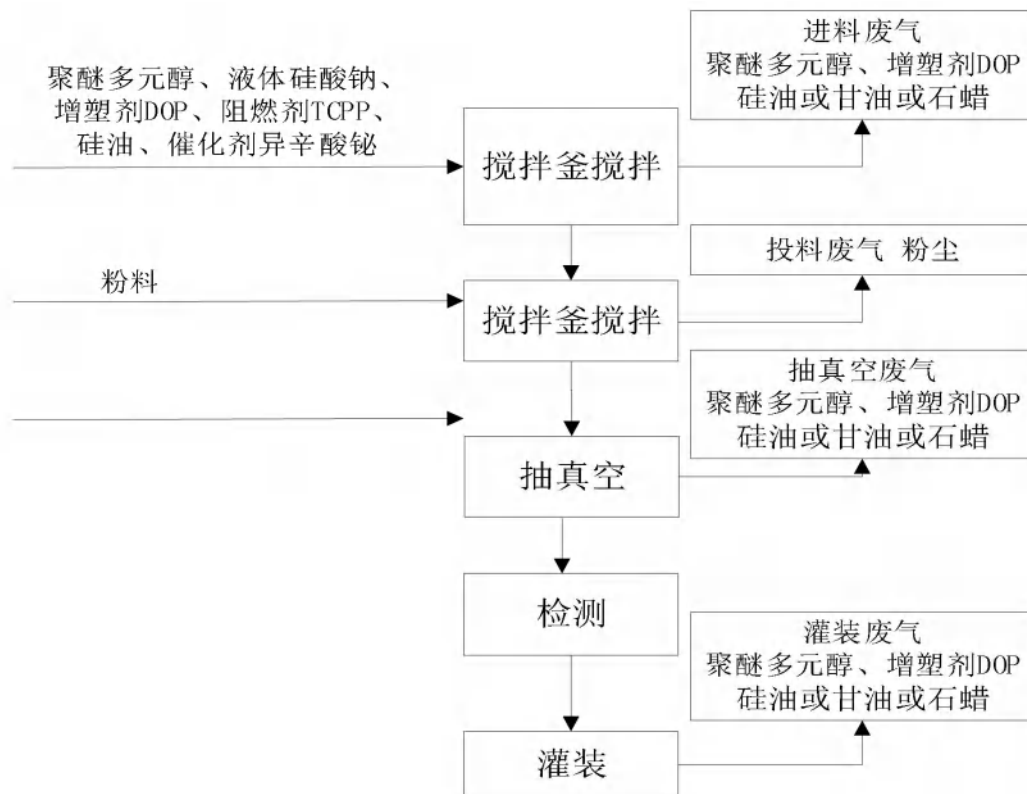 进料废气
聚醚多元醇、增塑剂DOP
硅油或甘油或石蜡
聚醚多元醇、液体硅酸钠、
增塑剂DOP、阻燃剂TCPP、
硅油、催化剂异辛酸铋
搅拌釜搅拌
投料废气 粉尘
粉料
搅拌釜搅拌
抽真空废气
聚醚多元醇、增塑剂DOP
硅油或甘油或石蜡
抽真空
检测
灌装废气
聚醚多元醇、增塑剂DOP
硅油或甘油或石蜡
灌装